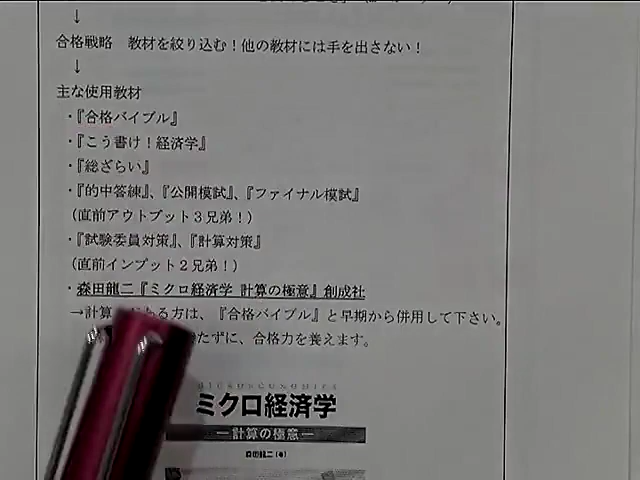 ↓
合格戦略　教材を絞り込む！他の教材には手を出さない！
↓
主な使用教材
・『合格バイブル』
・『こう書け！経済学』
・『総ざらい』
・『的中答練』、『公開模試』、『ファイナル模試』
（直前アウトプット３兄弟！）
・『試験委員対策』、『計算対策』
（直前インプット２兄弟！）
・森田龍二『ミクロ経済学 計算の極意』創成社
→計算 る方は、『合格バイブル』と早期から併用して下さい。
たずに、合格力を養えます。
MICROECONOMICS
ミクロ経済学
―計算の極意―
森田龍二［著］